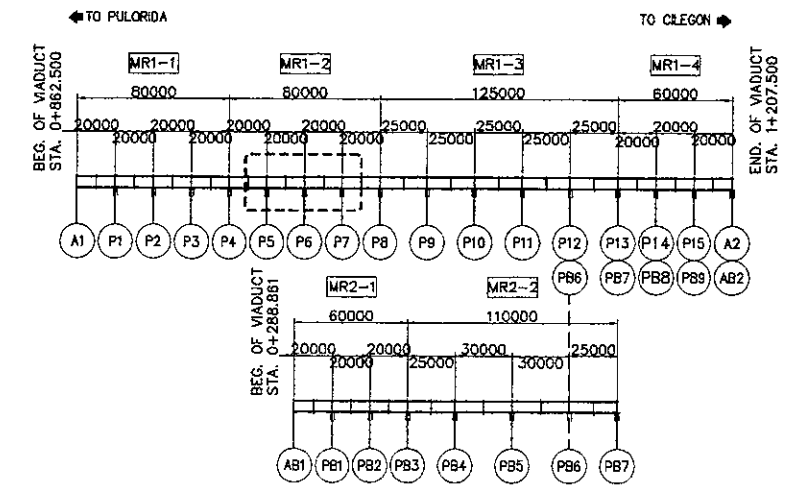 TO PULORIDA
TO CILEGON
BEG. OF VIADUCT
STA. 0+862.500
MR1-1
MR1-2
MR1-3
MR1-4
END. OF VIADUCT
STA. 1+207.500
80000
80000
125000
60000
20000 20000 20000 20000 25000 25000 25000 20000
20000 20000 20000 20000 25000 25000 20000 20000
A1 P1 P2 P3 P4 P5 P6 P7 P8 P9 P10 P11 P12 P13 P14 P15 A2
PB6 PB7 PB8 PB9 AB2
BEG. OF VIADUCT
STA. 0+288.861
MR2-1
MR2-2
60000
110000
20000 20000 30000 25000
20000 25000 30000
AB1 PB1 PB2 PB3 PB4 PB5 PB6 PB7